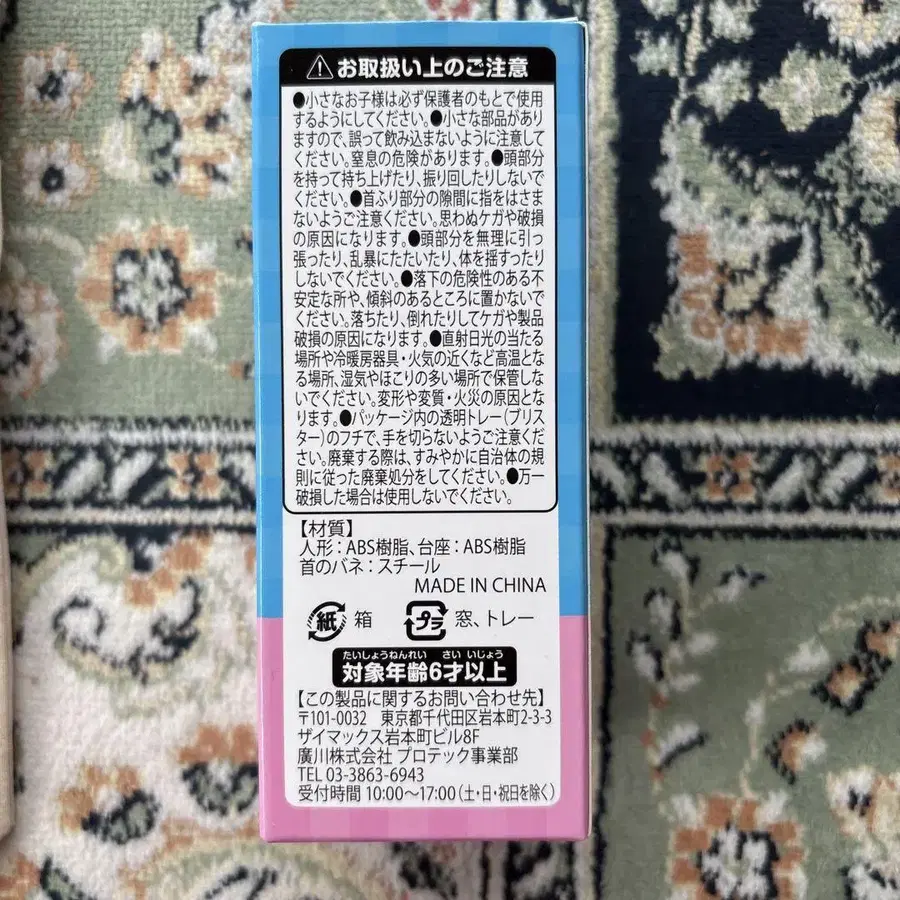 お取扱い上のご注意
●小さなお子様は必ず保護者のもとで使用
するようにしてください。●小さな部品があり
ますので、誤って飲み込まないように注意して
ください。窒息の危険があります。●頭部分
を持って持ち上げたり、振り回したりしないで
ください。●首ふり部分の隙間に指をはさま
ないようご注意ください。思わぬケガや破損
の原因になります。●頭部分を無理に引っ
張ったり、乱暴にたたいたり、体を揺すったり
しないでください。●落下の危険性のある不
安定な所や、傾斜のあるところに置かないで
ください。落ちたり、倒れたりしてケガや製品
破損の原因になります。●直射日光の当たる
場所や冷暖房器具・火気の近くなど高温とな
る場所、湿気やほこりの多い場所で保管しな
いでください。変形や変質・火災の原因とな
ります。●パッケージ内の透明トレー(ブリス
ター)のフチで、手を切らないようご注意くだ
さい。廃棄する際は、すみやかに自治体の規
則に従った廃棄処分をしてください。●万一
破損した場合は使用しないでください。
【材質】
人形:ABS樹脂、台座:ABS樹脂
首のバネ:スチール
MADE IN CHINA
紙 箱 プラ 窓、トレー
たいしょうねんれい さい いじょう
対象年齢6才以上
【この製品に関するお問い合わせ先】
〒101-0032 東京都千代田区岩本町2-3-3
ザイマックス岩本町ビル8F
廣川株式会社 プロテック事業部
TEL 03-3863-6943
受付時間 10:00〜17:00(土・日・祝日を除く)